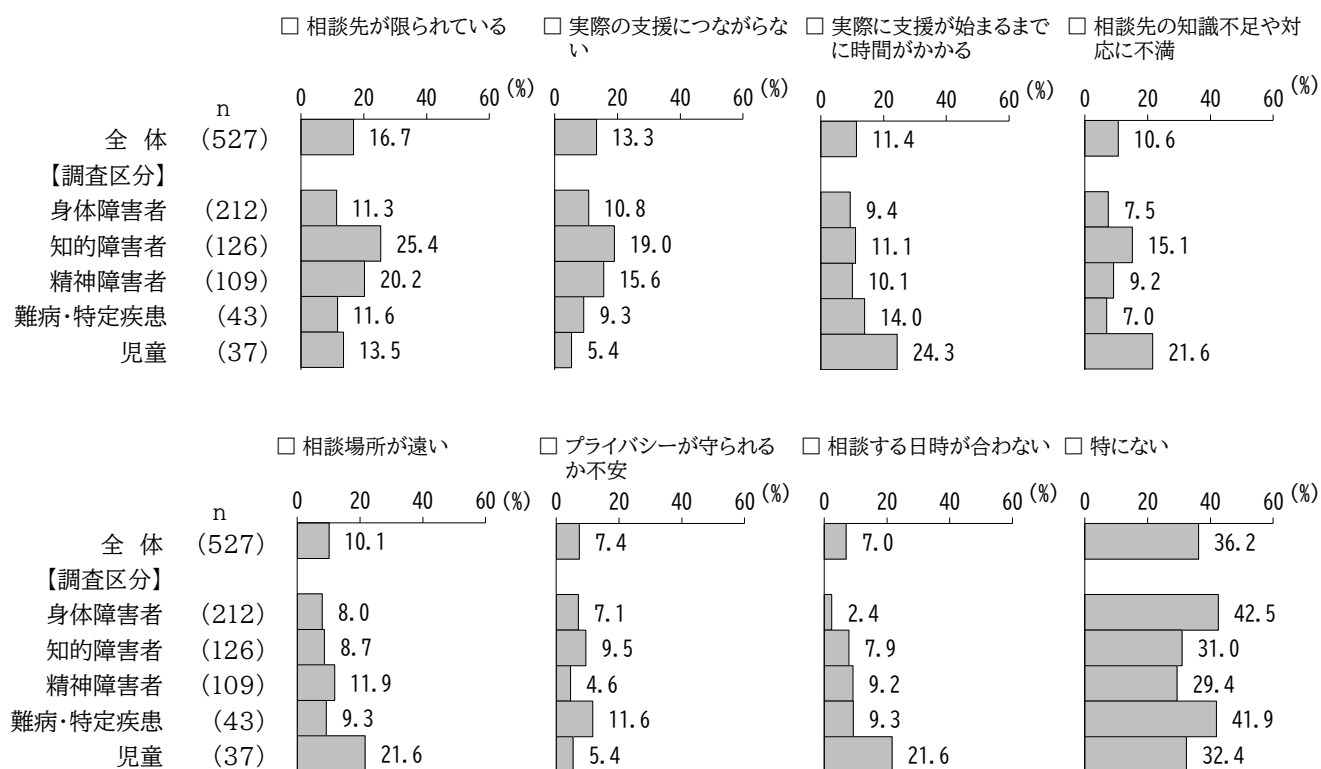 □ 相談先が限られている
□ 実際の支援につながらな
い
□ 実際に支援が始まるまで
に時間がかかる
□ 相談先の知識不足や対
応に不満
n
0 20 40 60 (%)
0 20 40 60 (%)
0 20 40 60 (%)
0 20 40 60 (%)
全 体 (527) 16.7 13.3 11.4 10.6
【調査区分】
身体障害者 (212) 11.3 10.8 9.4 7.5
知的障害者 (126) 25.4 19.0 11.1 15.1
精神障害者 (109) 20.2 15.6 10.1 9.2
難病・特定疾患 (43) 11.6 9.3 14.0 7.0
児童 (37) 13.5 5.4 24.3 21.6
□ 相談場所が遠い
□ プライバシーが守られる
か不安
□ 相談する日時が合わない
□ 特にない
n
0 20 40 60 (%)
0 20 40 60 (%)
0 20 40 60 (%)
0 20 40 60 (%)
全 体 (527) 10.1 7.4 7.0 36.2
【調査区分】
身体障害者 (212) 8.0 7.1 2.4 42.5
知的障害者 (126) 8.7 9.5 7.9 31.0
精神障害者 (109) 11.9 4.6 9.2 29.4
難病・特定疾患 (43) 9.3 11.6 9.3 41.9
児童 (37) 21.6 5.4 21.6 32.4